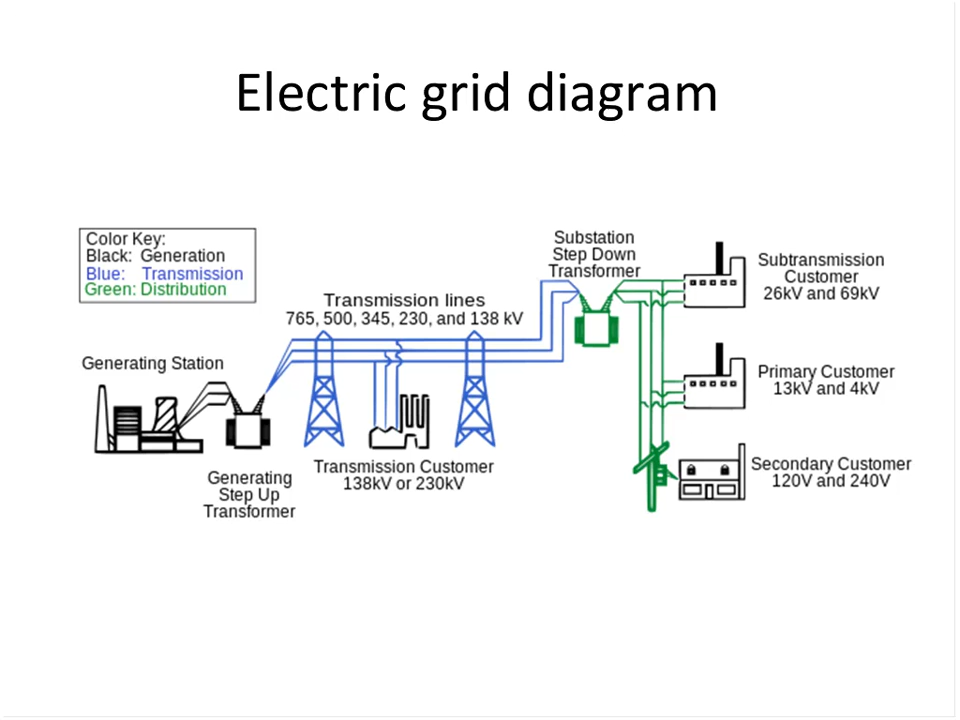 Electric grid diagram
Color Key:
Black: Generation
Blue: Transmission
Green: Distribution
Substation
Step Down
Transformer
Subtransmission
Customer
26kV and 69kV
Transmission lines
765, 500, 345, 230, and 138 kV
Generating Station
Primary Customer
13kV and 4kV
Generating
Step Up
Transformer
Transmission Customer
138kV or 230kV
Secondary Customer
120V and 240V